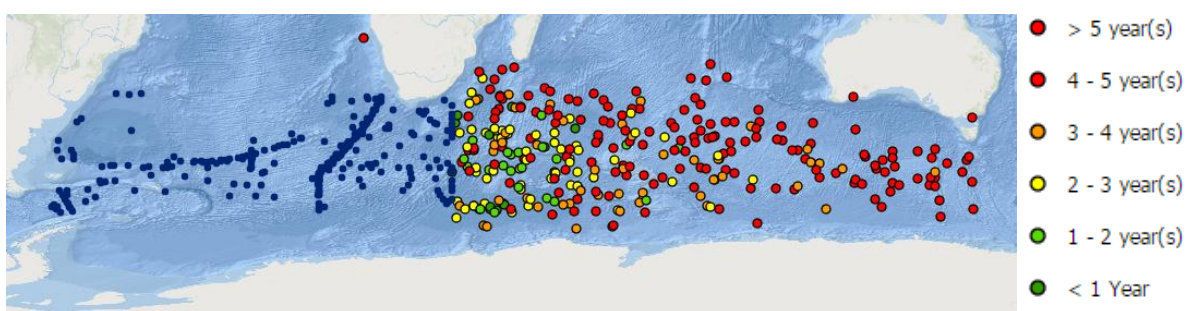 > 5 year(s)
4 - 5 year(s)
3 - 4 year(s)
2 - 3 year(s)
1 - 2 year(s)
< 1 Year